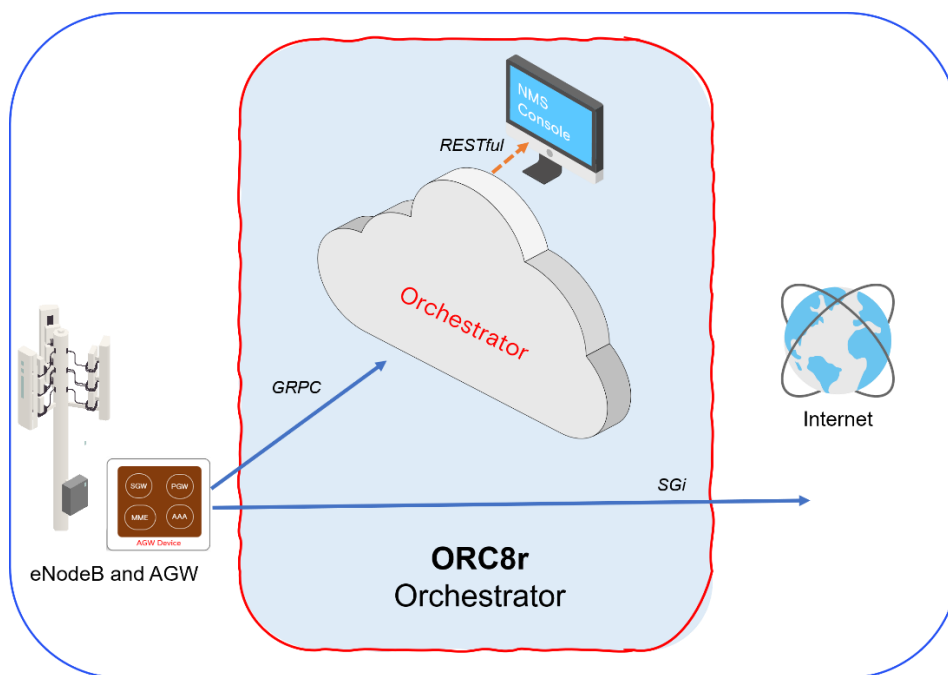 NMS
Console
RESTful
Orchestrator
GRPC
Internet
SGi
SGW
PGW
MME
AAA
AGW Device
eNodeB and AGW
ORC8r
Orchestrator